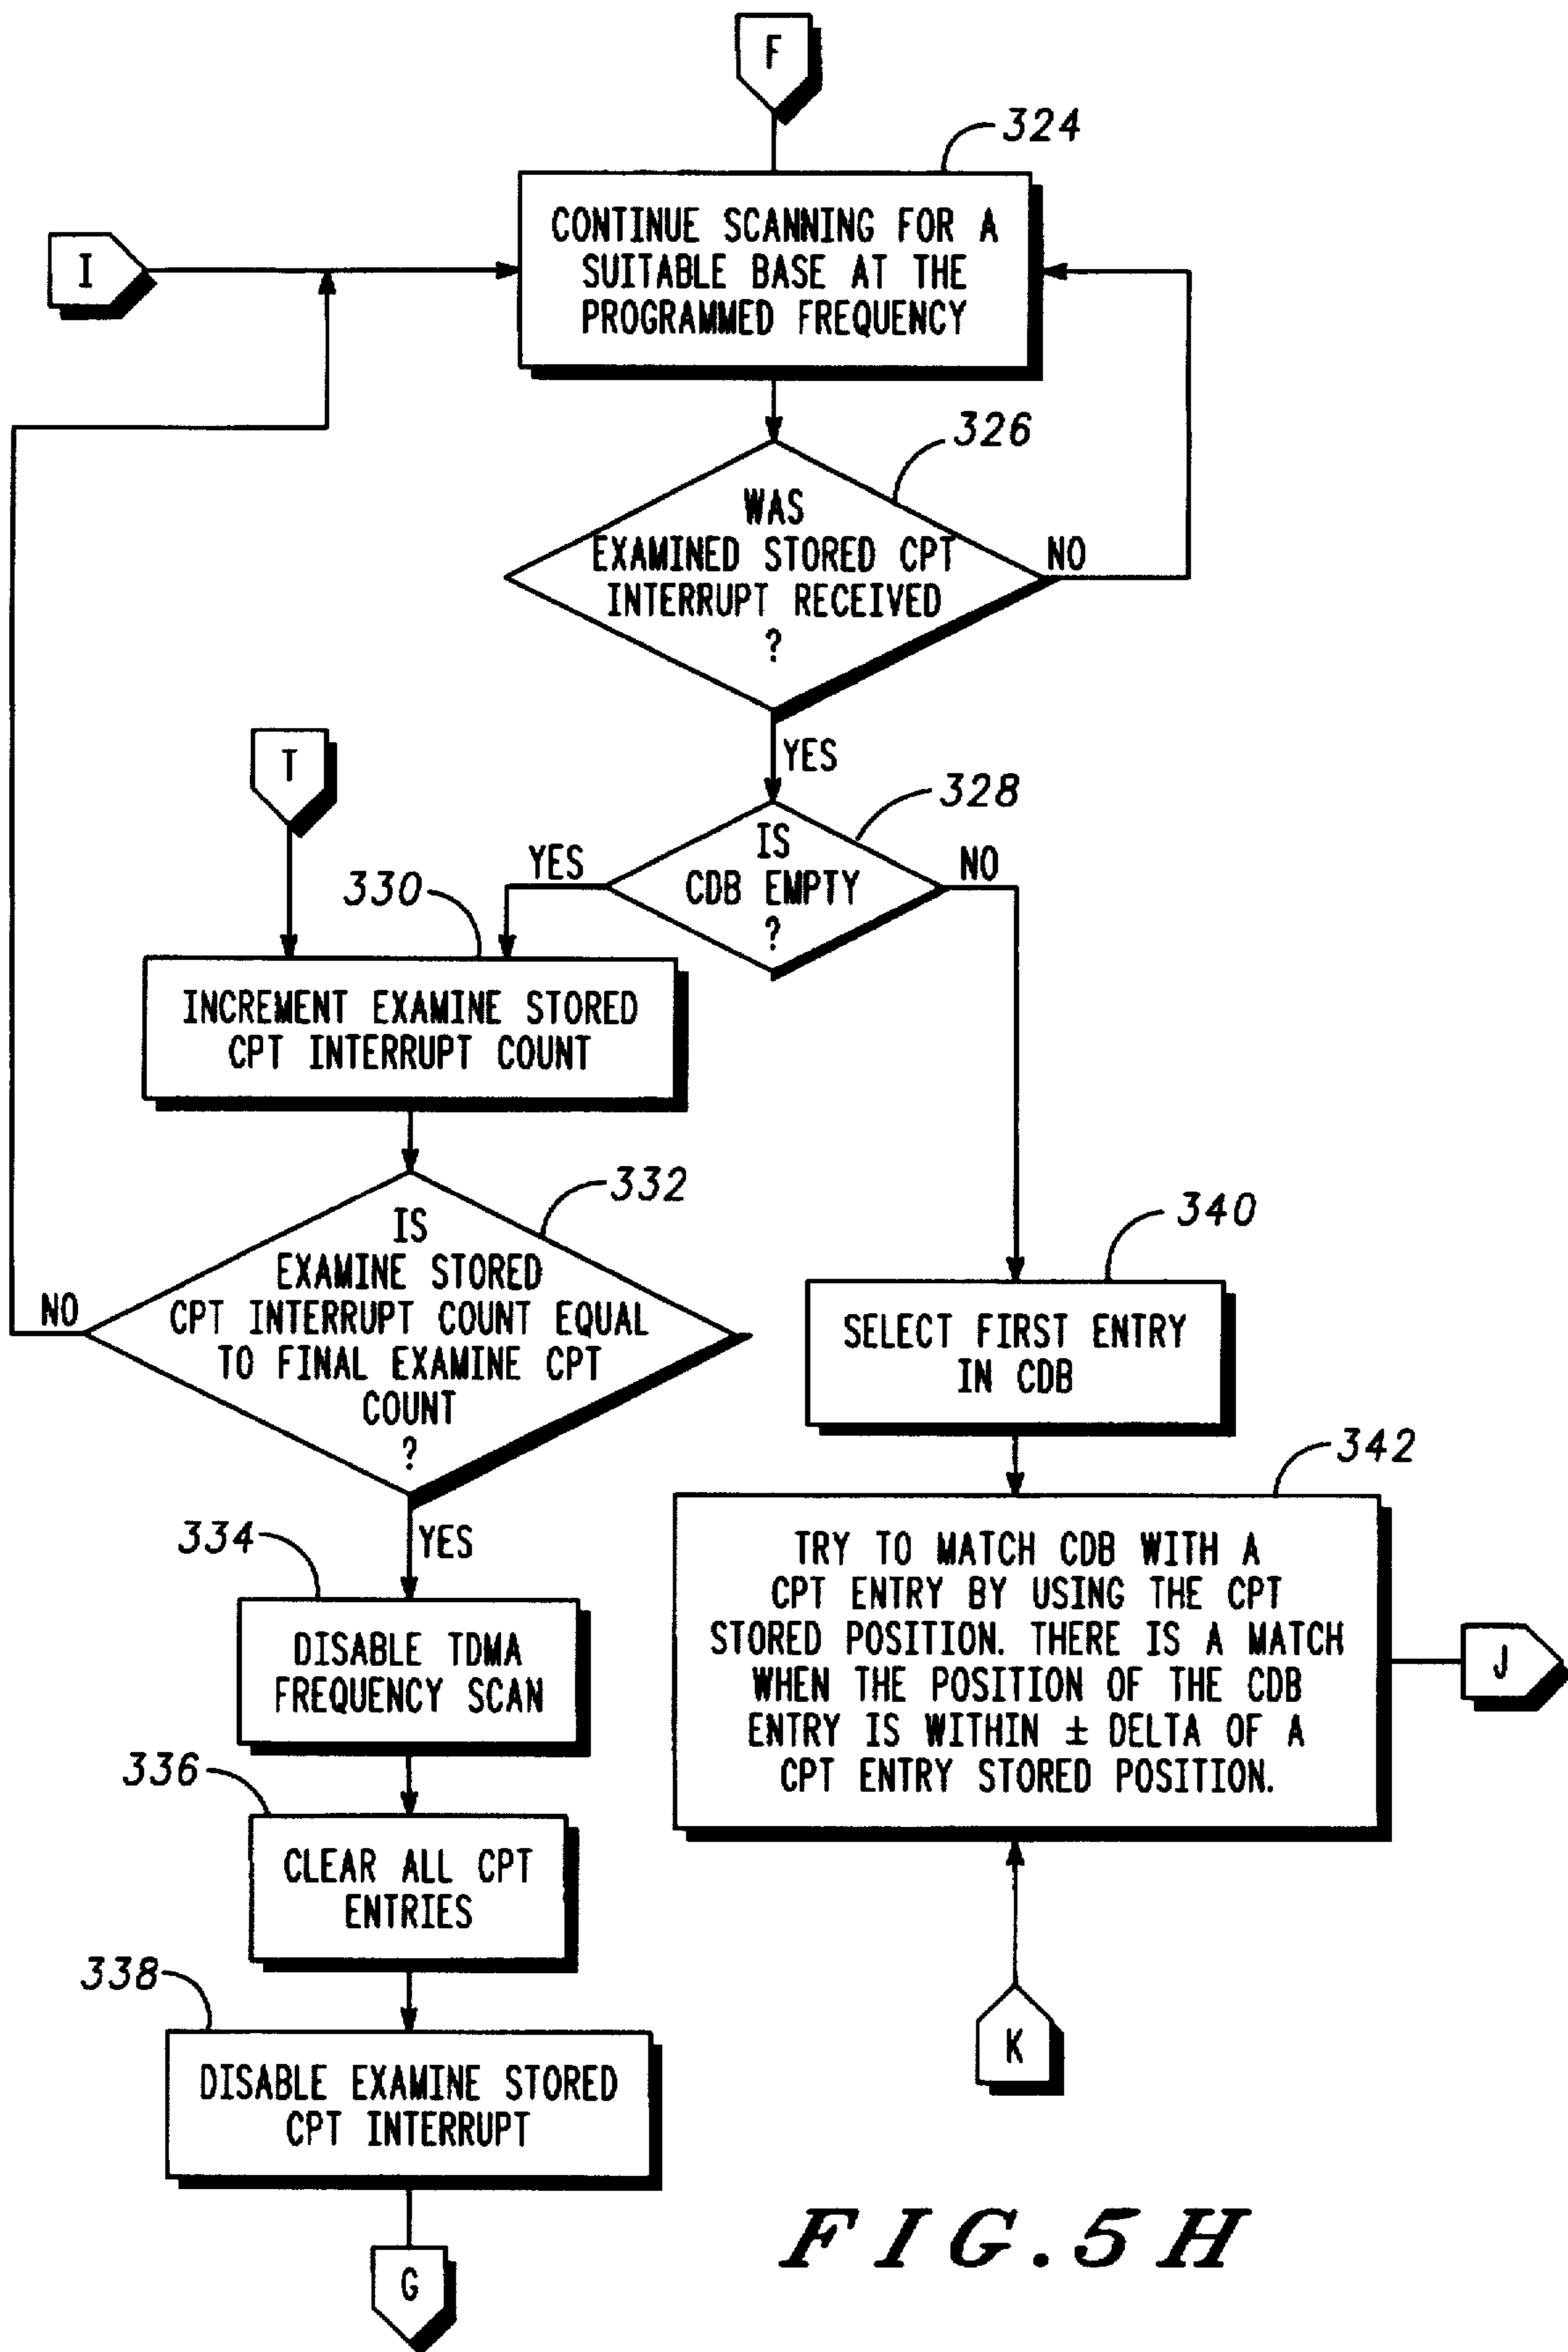 F
324
CONTINUE SCANNING FOR A
SUITABLE BASE AT THE
PROGRAMMED FREQUENCY
I
326
WAS
EXAMINED STORED CPT
INTERRUPT RECEIVED
?
NO
YES
T
328
IS
CDB EMPTY
?
YES
NO
330
INCREMENT EXAMINE STORED
CPT INTERRUPT COUNT
332
IS
EXAMINE STORED
CPT INTERRUPT COUNT EQUAL
TO FINAL EXAMINE CPT
COUNT
?
NO
YES
340
SELECT FIRST ENTRY
IN CDB
342
TRY TO MATCH CDB WITH A
CPT ENTRY BY USING THE CPT
STORED POSITION. THERE IS A MATCH
WHEN THE POSITION OF THE CDB
ENTRY IS WITHIN ± DELTA OF A
CPT ENTRY STORED POSITION.
J
334
DISABLE TDMA
FREQUENCY SCAN
336
CLEAR ALL CPT
ENTRIES
338
DISABLE EXAMINE STORED
CPT INTERRUPT
K
G
FIG.5H